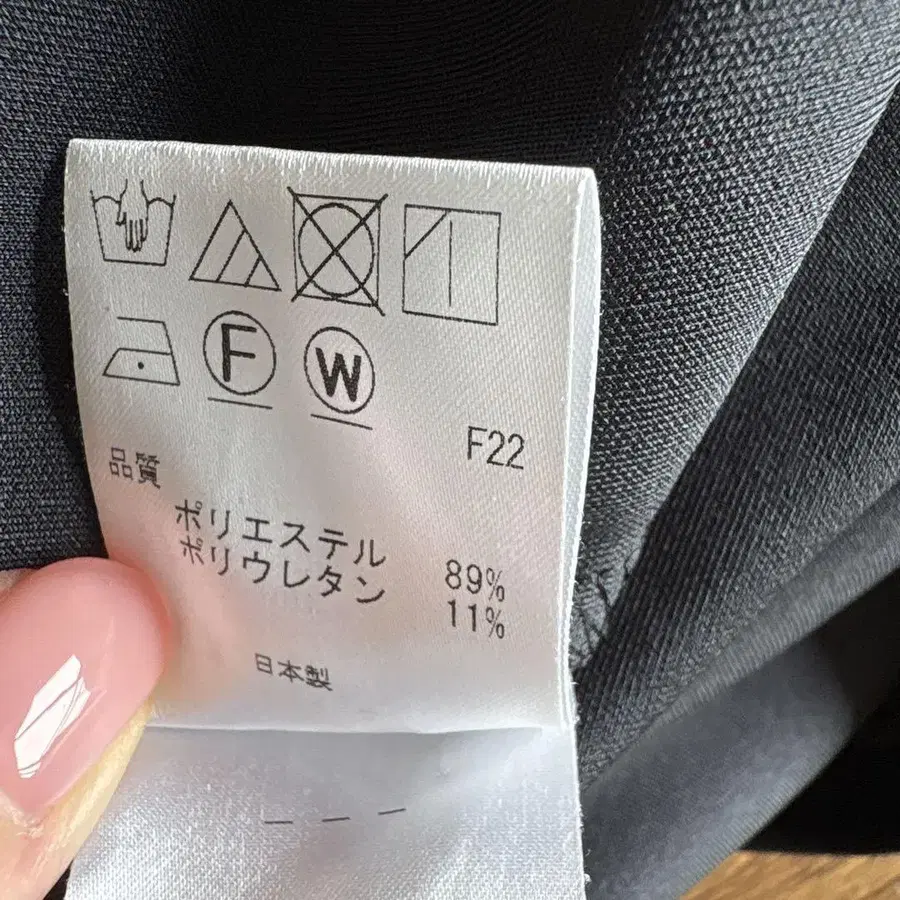 F
W
F22
品質
ポリエステル 89%
ポリウレタン 11%
日本製